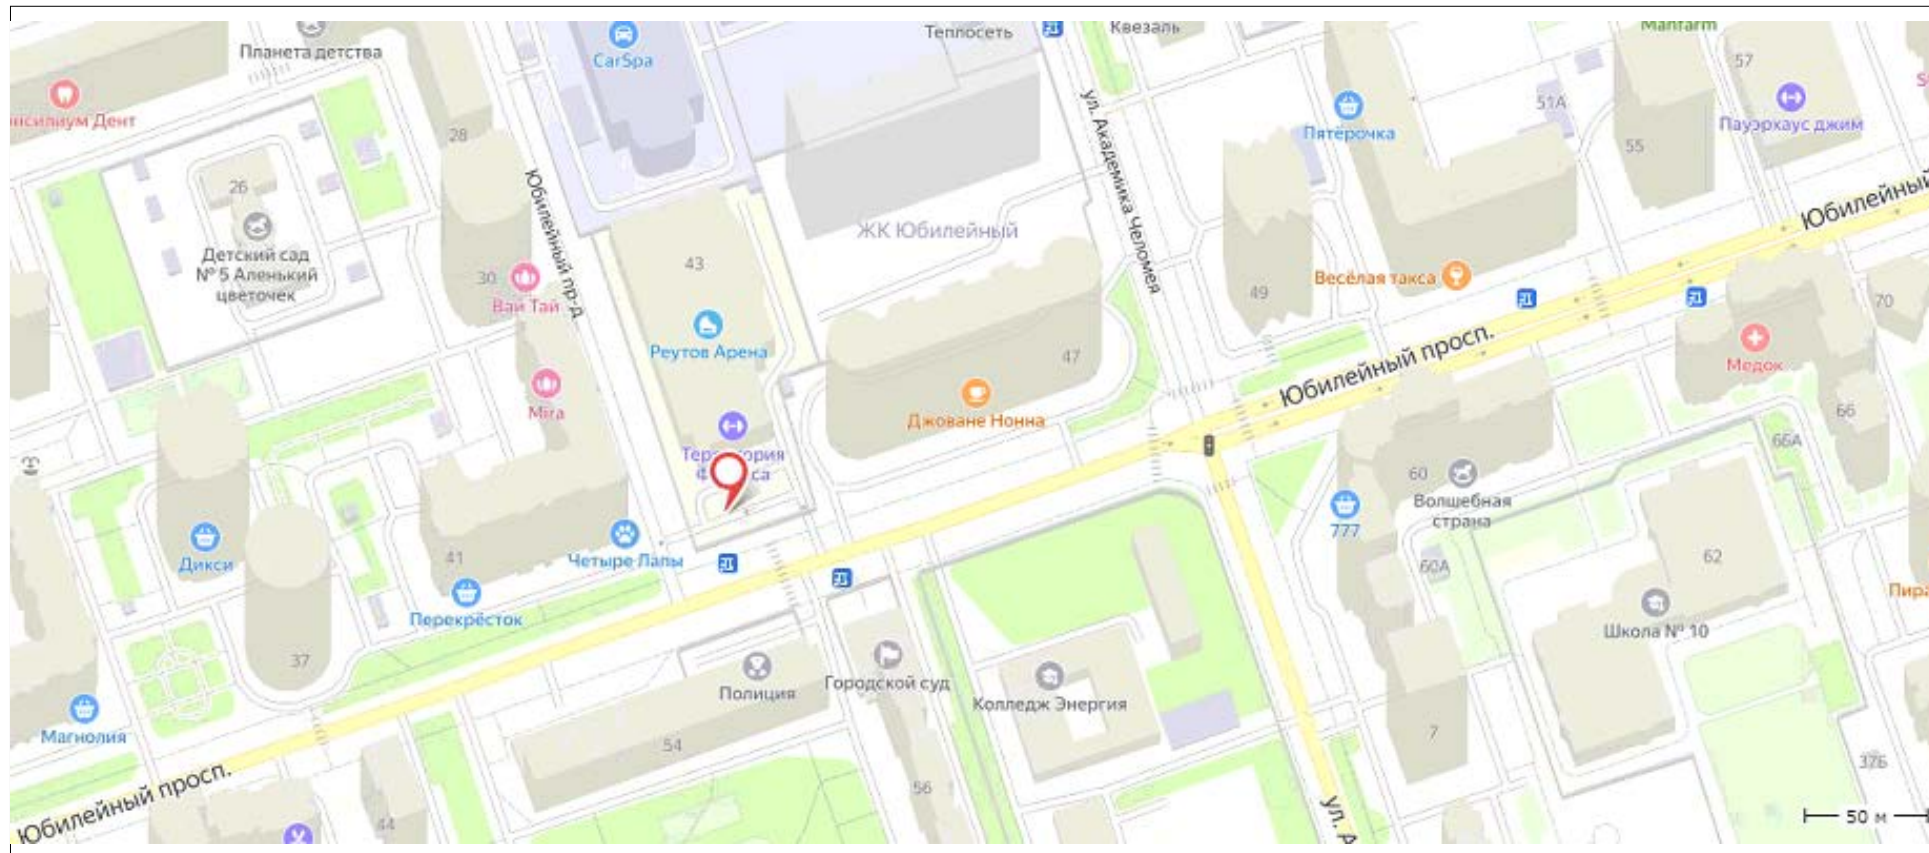 Планета детства
CarSpa
Теплосеть
Квезаль
Manfarm
57
51А
Пятёрочка
Пауэрхаус джим
55
28
26
Детский сад
№ 5 Аленький
цветочек
Юбилейный пр-д
30
Вай Тай
43
Реутов Арена
ЖК Юбилейный
ул. Академика Челомея
49
Весёлая такса
Юбилейный
70
Медок
Юбилейный просп.
47
Джоване Нонна
Mira
66
66А
60
Волшебная
страна
777
60А
62
Школа № 10
Дикси
41
Четыре Лапы
Перекрёсток
37
Полиция
Городской суд
Колледж Энергия
Магнолия
54
7
56
37Б
44
Юбилейный просп.
ул. А
50 м